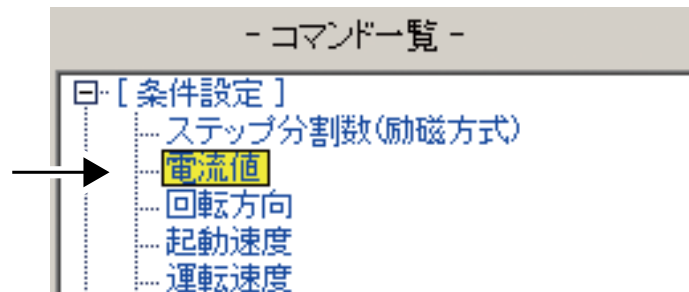 - コマンド一覧 -
[ 条件設定 ]
ステップ分割数(励磁方式)
電流値
回転方向
起動速度
運転速度